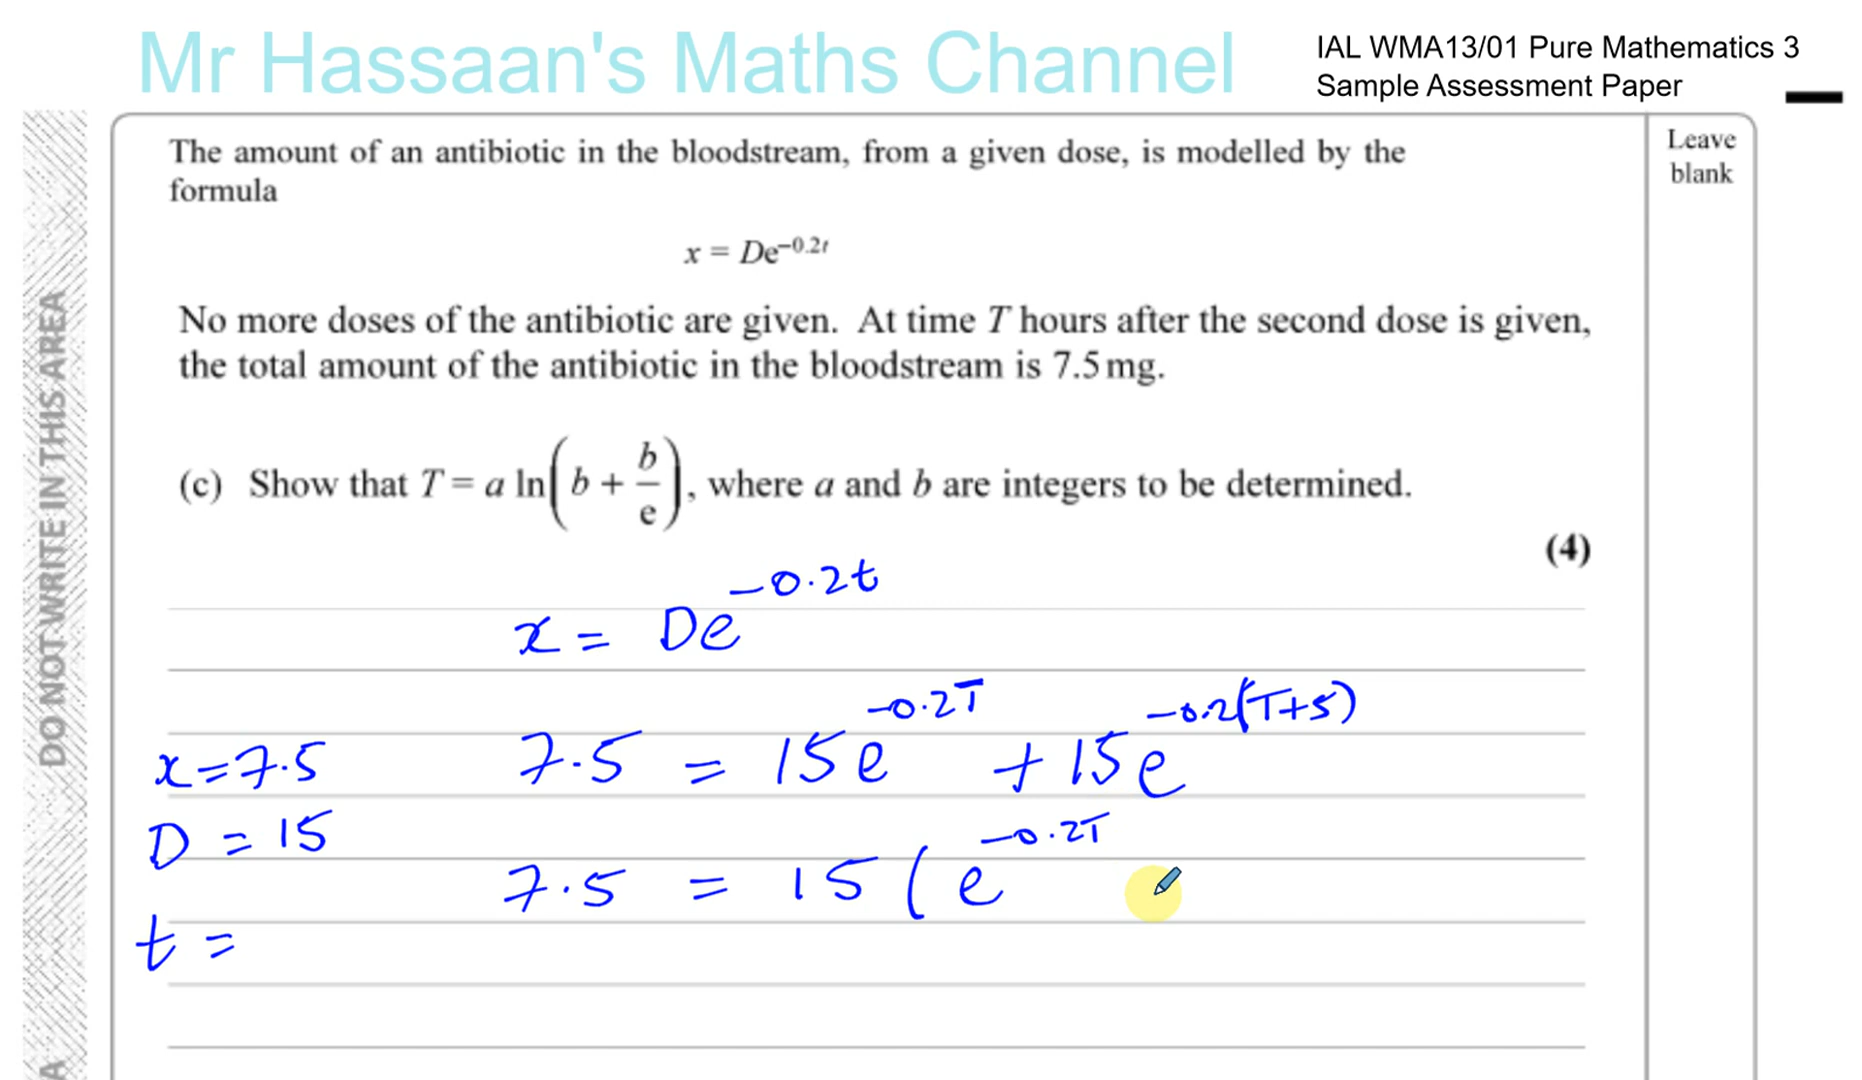 Mr Hassaan's Maths Channel
IAL WMA13/01 Pure Mathematics 3
Sample Assessment Paper
Leave
blank
DO NOT WRITE IN THIS AREA
The amount of an antibiotic in the bloodstream, from a given dose, is modelled by the
formula
x = De^{−0.2t}
No more doses of the antibiotic are given. At time T hours after the second dose is given,
the total amount of the antibiotic in the bloodstream is 7.5 mg.
(c) Show that T = a ln(b + b/e), where a and b are integers to be determined.
(4)
x = De^{-0.2t}
x = 7.5
7.5 = 15e^{-0.2T} + 15e^{-0.2(T+5)}
D = 15
7.5 = 15(e^{-0.2T}
t =
A